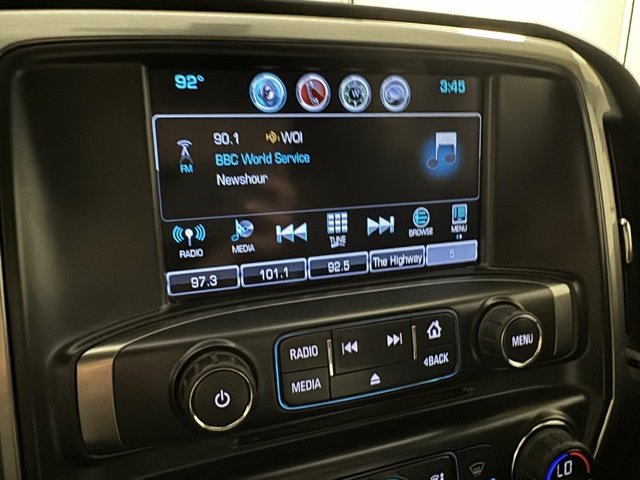 92° 3:45
90.1 WOI
FM BBC World Service
Newshour
RADIO MEDIA TUNE BROWSE MENU
97.3 101.1 92.5 The Highway 5
RADIO
MEDIA BACK
MENU
LO